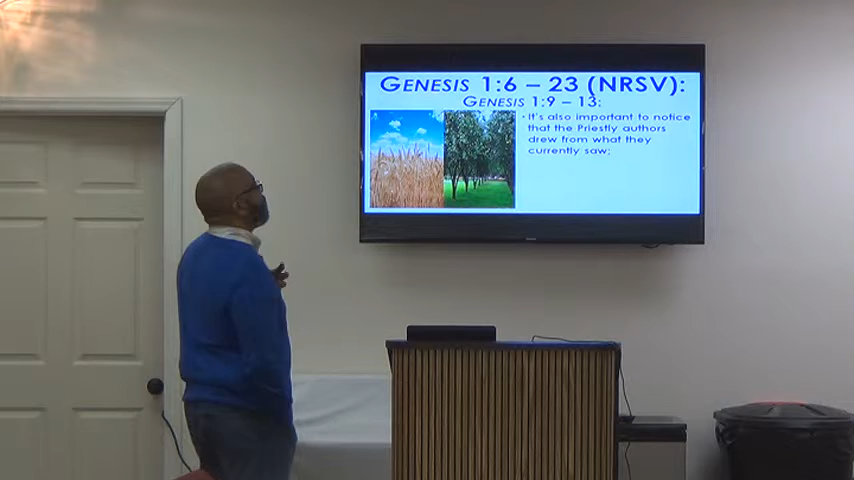 GENESIS 1:6 – 23 (NRSV):
GENESIS 1:9 – 13:
• It's also important to notice
that the Priestly authors
drew from what they
currently saw;